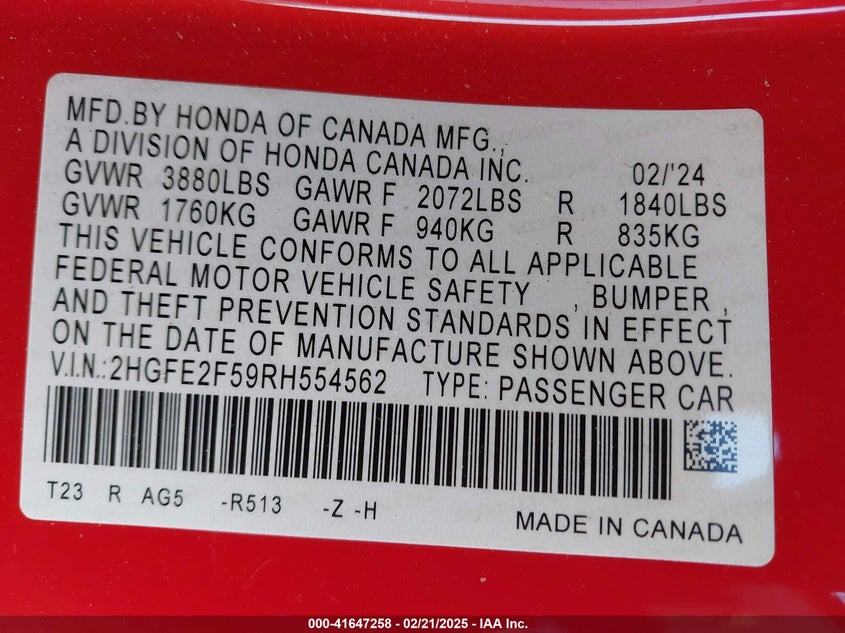 MFD.BY HONDA OF CANADA MFG.,
A DIVISION OF HONDA CANADA INC. 02/'24
GVWR 3880LBS GAWR F 2072LBS R 1840LBS
GVWR 1760KG GAWR F 940KG R 835KG
THIS VEHICLE CONFORMS TO ALL APPLICABLE
FEDERAL MOTOR VEHICLE SAFETY , BUMPER ,
AND THEFT PREVENTION STANDARDS IN EFFECT
ON THE DATE OF MANUFACTURE SHOWN ABOVE.
V.I.N.:2HGFE2F59RH554562 TYPE: PASSENGER CAR
T23 R AG5 -R513 -Z -H
MADE IN CANADA
000-41647258 - 02/21/2025 - IAA Inc.